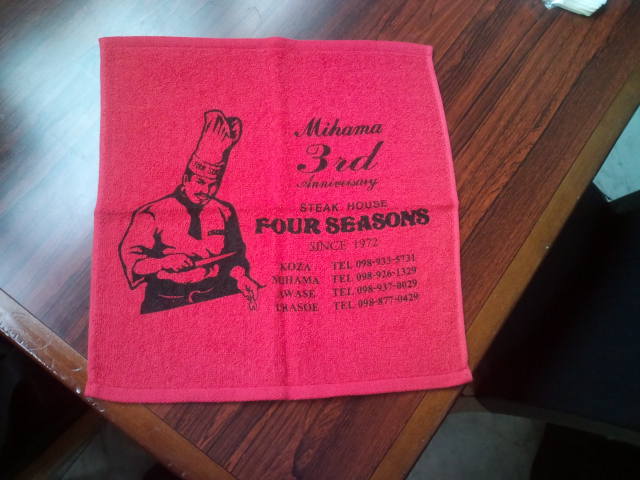 Mihama
3rd
Anniversary
STEAK HOUSE
FOUR SEASONS
SINCE 1972
KOZA TEL 098-933-5731
MIHAMA TEL 098-926-1329
AWASE TEL 098-937-0029
URASOE TEL 098-877-0429